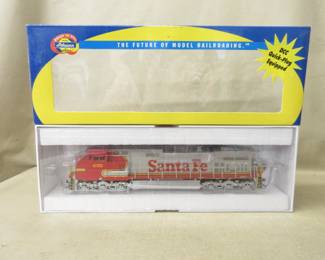 THE FUTURE OF MODEL RAILROADING.
DCC
Quick-Plug
Equipped
Santa Fe